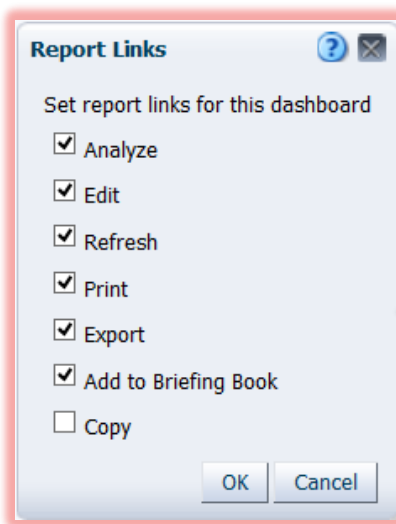 Report Links
Set report links for this dashboard
Analyze
Edit
Refresh
Print
Export
Add to Briefing Book
Copy
OK Cancel